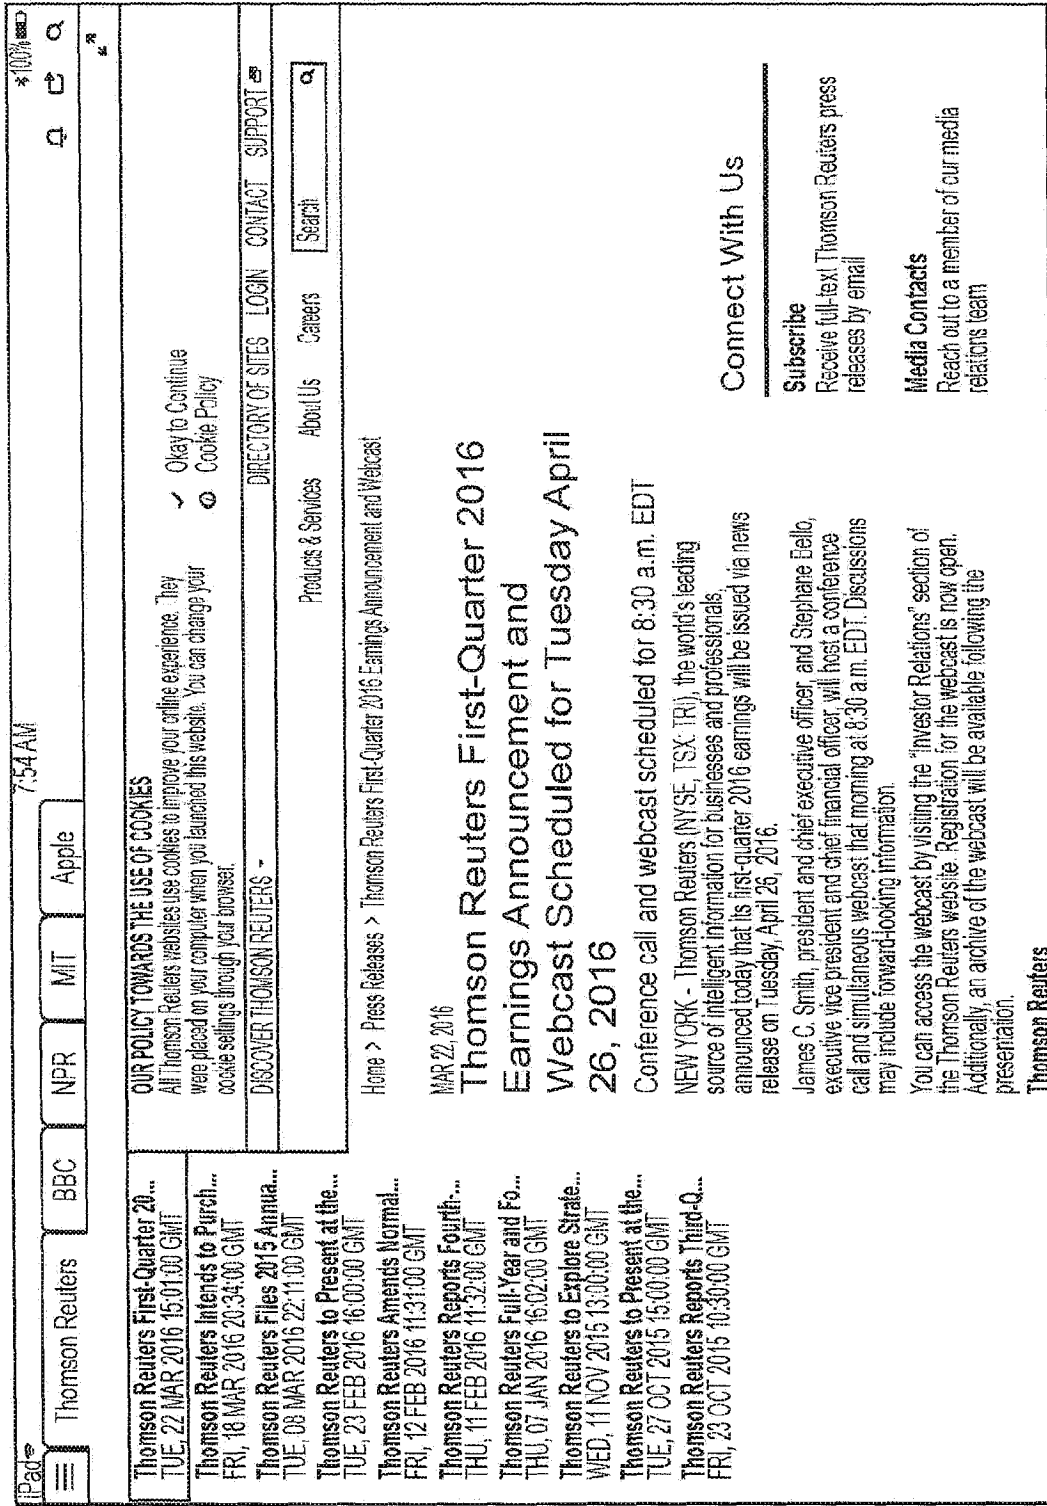 iPad
7:54 AM
100%
Thomson Reuters
BBC
NPR
MIT
Apple
Thomson Reuters First-Quarter 20...
TUE, 22 MAR 2016 15:01:00 GMT
Thomson Reuters Intends to Purch...
FRI, 18 MAR 2016 20:34:00 GMT
Thomson Reuters Files 2015 Annua...
TUE, 08 MAR 2016 22:11:00 GMT
Thomson Reuters to Present at the...
TUE, 23 FEB 2016 16:00:00 GMT
Thomson Reuters Amends Normal...
FRI, 12 FEB 2016 11:31:00 GMT
Thomson Reuters Reports Fourth-...
THU, 11 FEB 2016 11:32:00 GMT
Thomson Reuters Full-Year and Fo...
THU, 07 JAN 2016 16:02:00 GMT
Thomson Reuters to Explore Strate...
WED, 11 NOV 2015 13:00:00 GMT
Thomson Reuters to Present at the...
TUE, 27 OCT 2015 15:00:00 GMT
Thomson Reuters Reports Third-Q...
FRI, 23 OCT 2015 10:30:00 GMT
OUR POLICY TOWARDS THE USE OF COOKIES
All Thomson Reuters websites use cookies to improve your online experience. They
were placed on your computer when you launched this website. You can change your
cookie settings through your browser.
Okay to Continue
Cookie Policy
DISCOVER THOMSON REUTERS -
DIRECTORY OF SITES LOGIN CONTACT SUPPORT
Products & Services About Us Careers
Search
Home > Press Releases > Thomson Reuters First-Quarter 2016 Earnings Announcement and Webcast
MAR 22, 2016
Thomson Reuters First-Quarter 2016
Earnings Announcement and
Webcast Scheduled for Tuesday April
26, 2016
Conference call and webcast scheduled for 8:30 a.m. EDT
NEW YORK - Thomson Reuters (NYSE, TSX: TRI), the world's leading
source of intelligent information for businesses and professionals,
announced today that its first-quarter 2016 earnings will be issued via news
release on Tuesday, April 26, 2016.
James C. Smith, president and chief executive officer, and Stephane Bello,
executive vice president and chief financial officer, will host a conference
call and simultaneous webcast that morning at 8:30 a.m. EDT. Discussions
may include forward-looking information.
You can access the webcast by visiting the "Investor Relations" section of
the Thomson Reuters website. Registration for the webcast is now open.
Additionally, an archive of the webcast will be available following the
presentation.
Thomson Reuters
Connect With Us
Subscribe
Receive full-text Thomson Reuters press
releases by email
Media Contacts
Reach out to a member of our media
relations team